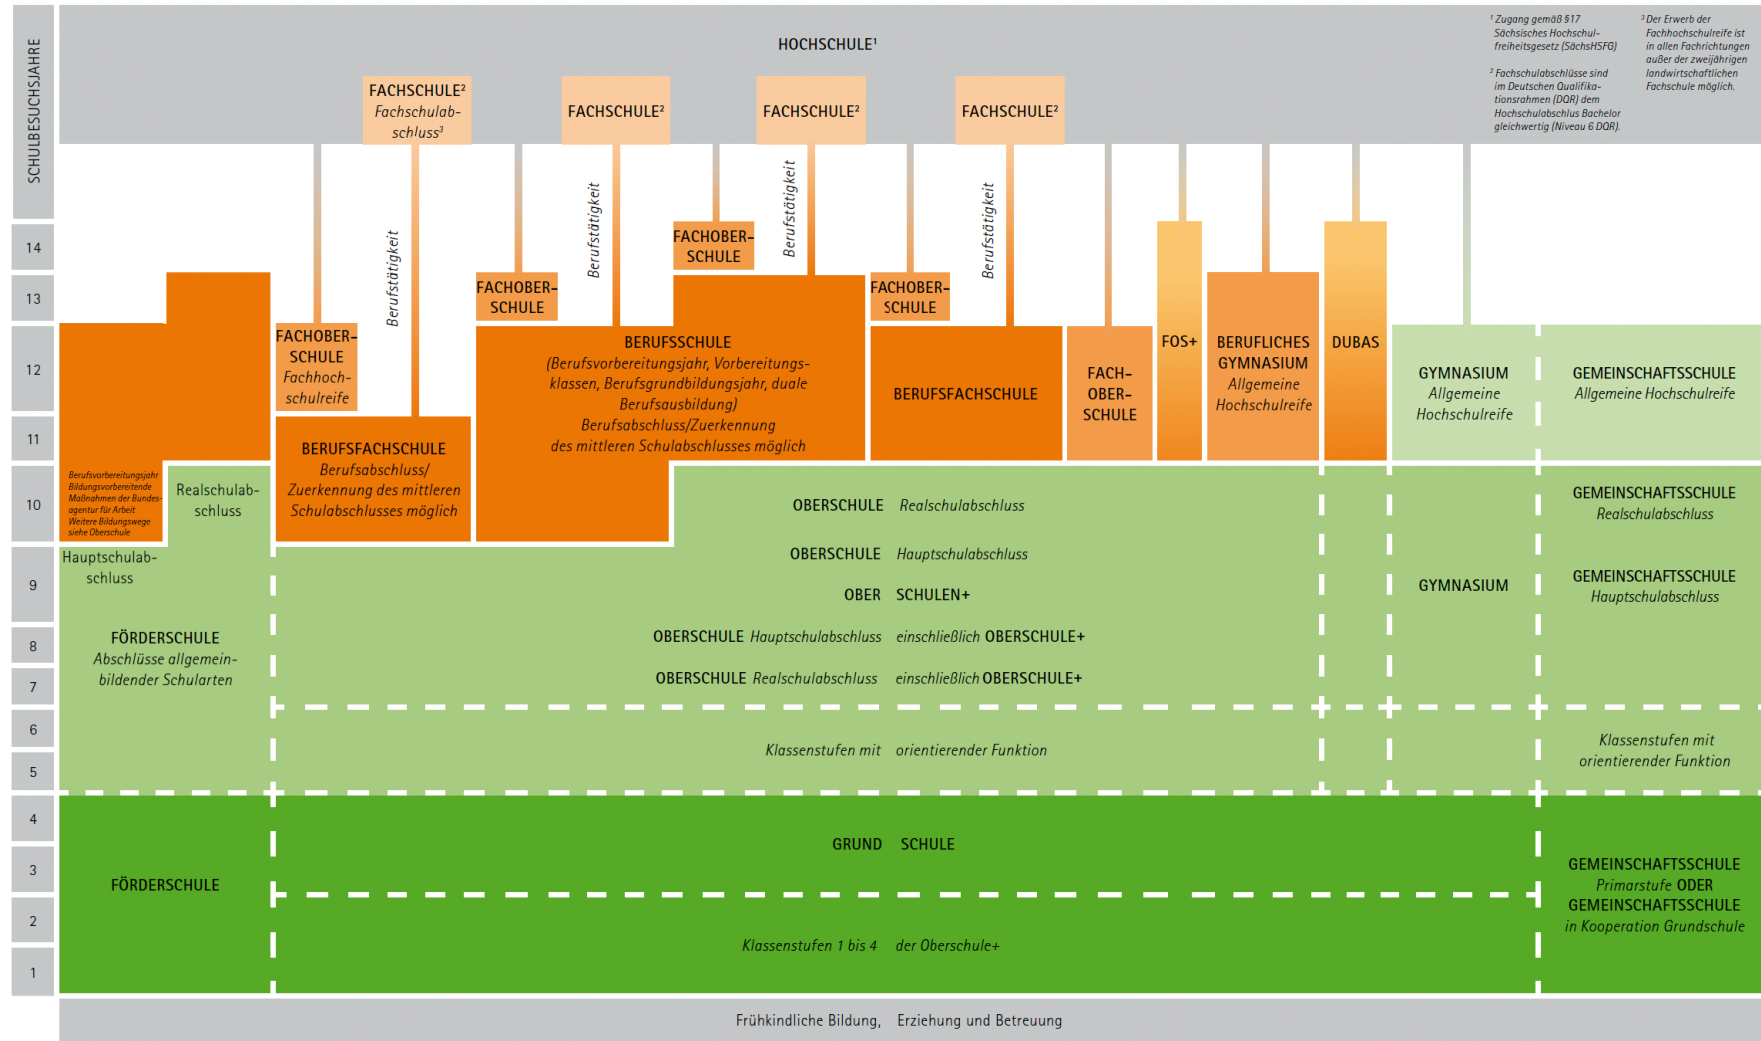 SCHULBESUCHSJAHRE
HOCHSCHULE¹
¹ Zugang gemäß §17
Sächsisches Hochschul-
freiheitsgesetz (SächsHSFG)
² Fachschulabschlüsse sind
im Deutschen Qualifika-
tionsrahmen (DQR) dem
Hochschulabschlus Bachelor
gleichwertig (Niveau 6 DQR).
³ Der Erwerb der
Fachhochschulreife ist
in allen Fachrichtungen
außer der zweijährigen
landwirtschaftlichen
Fachschule möglich.
FACHSCHULE²
Fachschulab-
schluss³
FACHSCHULE²
FACHSCHULE²
FACHSCHULE²
Berufstätigkeit
Berufstätigkeit
Berufstätigkeit
Berufstätigkeit
14
FACHOBER-
SCHULE
13
FACHOBER-
SCHULE
FACHOBER-
SCHULE
12
FACHOBER-
SCHULE
Fachhoch-
schulreife
BERUFSSCHULE
(Berufsvorbereitungsjahr, Vorbereitungs-
klassen, Berufsgrundbildungsjahr, duale
Berufsausbildung)
Berufsabschluss/Zuerkennung
des mittleren Schulabschlusses möglich
BERUFSFACHSCHULE
FACH-
OBER-
SCHULE
FOS+
BERUFLICHES
GYMNASIUM
Allgemeine
Hochschulreife
DUBAS
GYMNASIUM
Allgemeine
Hochschulreife
GEMEINSCHAFTSSCHULE
Allgemeine Hochschulreife
11
BERUFSFACHSCHULE
Berufsabschluss/
Zuerkennung des mittleren
Schulabschlusses möglich
10
Berufsvorbereitungsjahr
Bildungsvorbereitende
Maßnahmen der Bundes-
agentur für Arbeit
Weitere Bildungswege
siehe Oberschule
Realschulab-
schluss
OBERSCHULE Realschulabschluss
GEMEINSCHAFTSSCHULE
Realschulabschluss
Hauptschulab-
schluss
OBERSCHULE Hauptschulabschluss
9
OBER SCHULEN+
GYMNASIUM
GEMEINSCHAFTSSCHULE
Hauptschulabschluss
8
FÖRDERSCHULE
Abschlüsse allgemein-
bildender Schularten
OBERSCHULE Hauptschulabschluss einschließlich OBERSCHULE+
7
OBERSCHULE Realschulabschluss einschließlich OBERSCHULE+
6
Klassenstufen mit orientierender Funktion
Klassenstufen mit
orientierender Funktion
5
4
GRUND SCHULE
3
FÖRDERSCHULE
GEMEINSCHAFTSSCHULE
Primarstufe ODER
GEMEINSCHAFTSSCHULE
in Kooperation Grundschule
2
Klassenstufen 1 bis 4 der Oberschule+
1
Frühkindliche Bildung, Erziehung und Betreuung